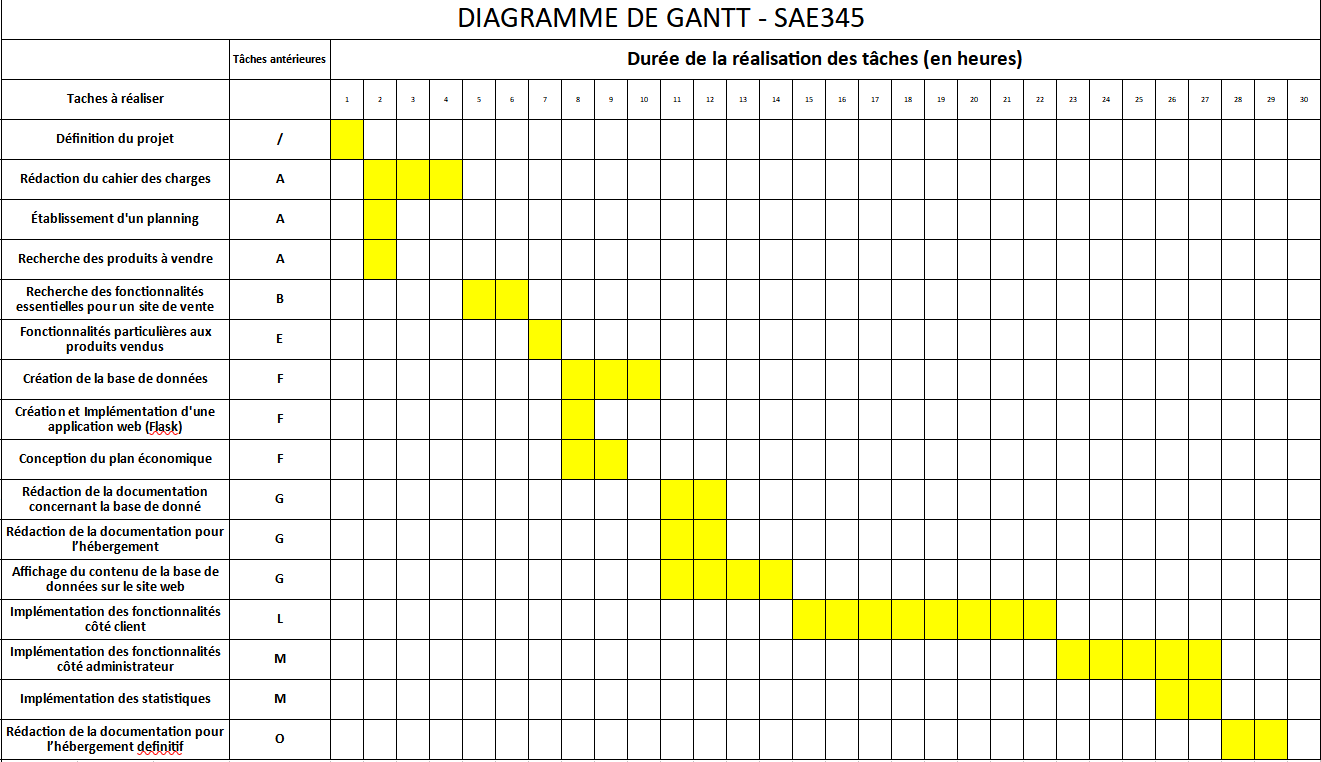 DIAGRAMME DE GANTT - SAE345
Tâches antérieures
Durée de la réalisation des tâches (en heures)
Taches à réaliser
1 2 3 4 5 6 7 8 9 10 11 12 13 14 15 16 17 18 19 20 21 22 23 24 25 26 27 28 29 30
Définition du projet
/
Rédaction du cahier des charges
A
Établissement d'un planning
A
Recherche des produits à vendre
A
Recherche des fonctionnalités
essentielles pour un site de vente
B
Fonctionnalités particulières aux
produits vendus
E
Création de la base de données
F
Création et Implémentation d'une
application web (Flask)
F
Conception du plan économique
F
Rédaction de la documentation
concernant la base de donné
G
Rédaction de la documentation pour
l’hébergement
G
Affichage du contenu de la base de
données sur le site web
G
Implémentation des fonctionnalités
côté client
L
Implémentation des fonctionnalités
côté administrateur
M
Implémentation des statistiques
M
Rédaction de la documentation pour
l’hébergement definitif
O